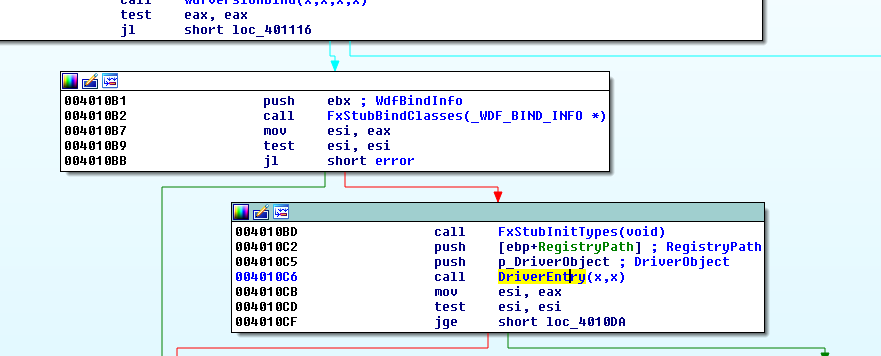 call wdfVersionBind(x,x,x,x)
test eax, eax
jl short loc_401116
004010B1 push ebx ; WdfBindInfo
004010B2 call FxStubBindClasses(_WDF_BIND_INFO *)
004010B7 mov esi, eax
004010B9 test esi, esi
004010BB jl short error
004010BD call FxStubInitTypes(void)
004010C2 push [ebp+RegistryPath] ; RegistryPath
004010C5 push p_DriverObject ; DriverObject
004010C6 call DriverEntry(x,x)
004010CB mov esi, eax
004010CD test esi, esi
004010CF jge short loc_4010DA